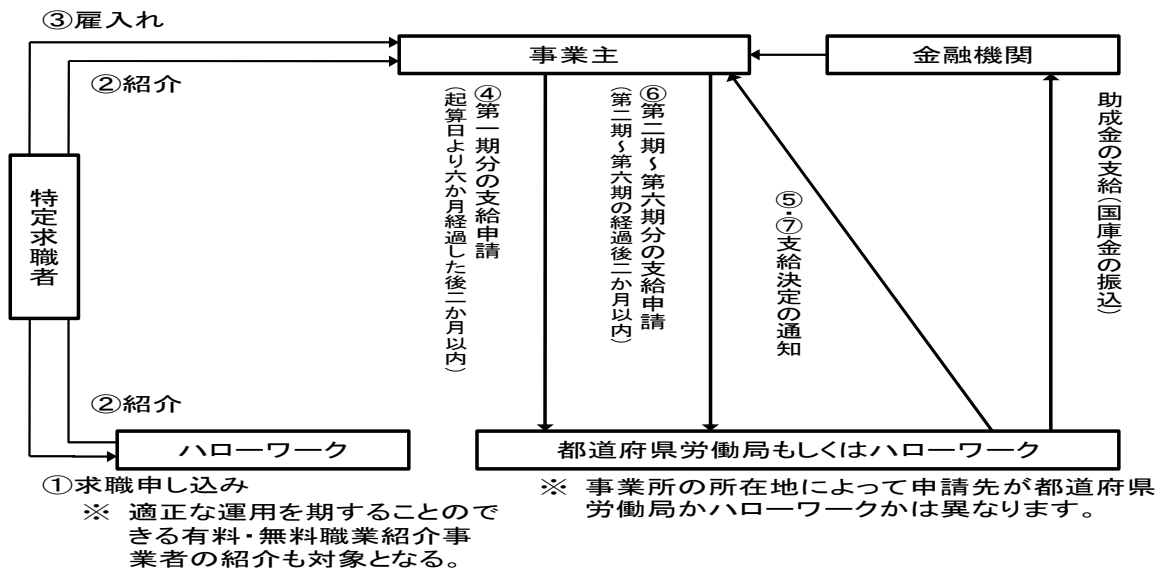 ③雇入れ
事業主
金融機関
②紹介
④第一期分の支給申請
(起算日より六か月経過した後二か月以内)
⑥第二期~第六期分の支給申請
(第二期~第六期の経過後二か月以内)
⑤・⑦支給決定の通知
助成金の支給(国庫金の振込)
特定求職者
②紹介
ハローワーク
都道府県労働局もしくはハローワーク
①求職申し込み
※ 適正な運用を期することので
きる有料・無料職業紹介事
業者の紹介も対象となる。
※ 事業所の所在地によって申請先が都道府県
労働局かハローワークかは異なります。